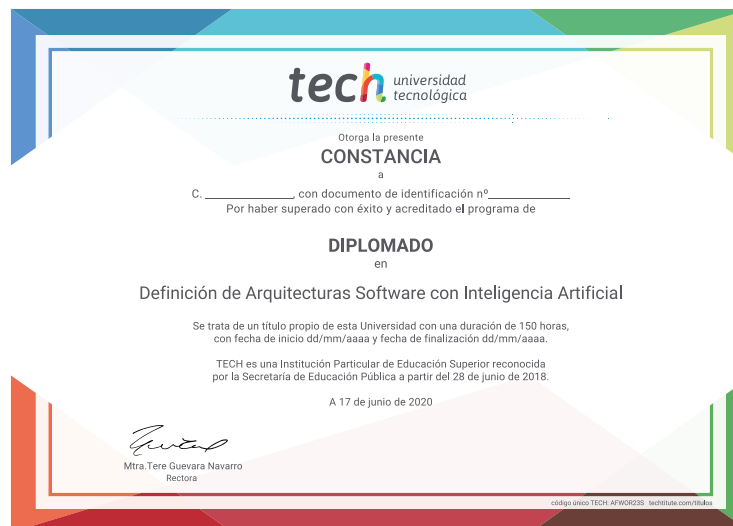 tech universidad
tecnológica
Otorga la presente
CONSTANCIA
a
C. ______________, con documento de identificación nº______________
Por haber superado con éxito y acreditado el programa de
DIPLOMADO
en
Definición de Arquitecturas Software con Inteligencia Artificial
Se trata de un título propio de esta Universidad con una duración de 150 horas,
con fecha de inicio dd/mm/aaaa y fecha de finalización dd/mm/aaaa.
TECH es una Institución Particular de Educación Superior reconocida
por la Secretaría de Educación Pública a partir del 28 de junio de 2018.
A 17 de junio de 2020
Mtra.Tere Guevara Navarro
Rectora
código único TECH: AFWOR23S techtitute.com/titulos